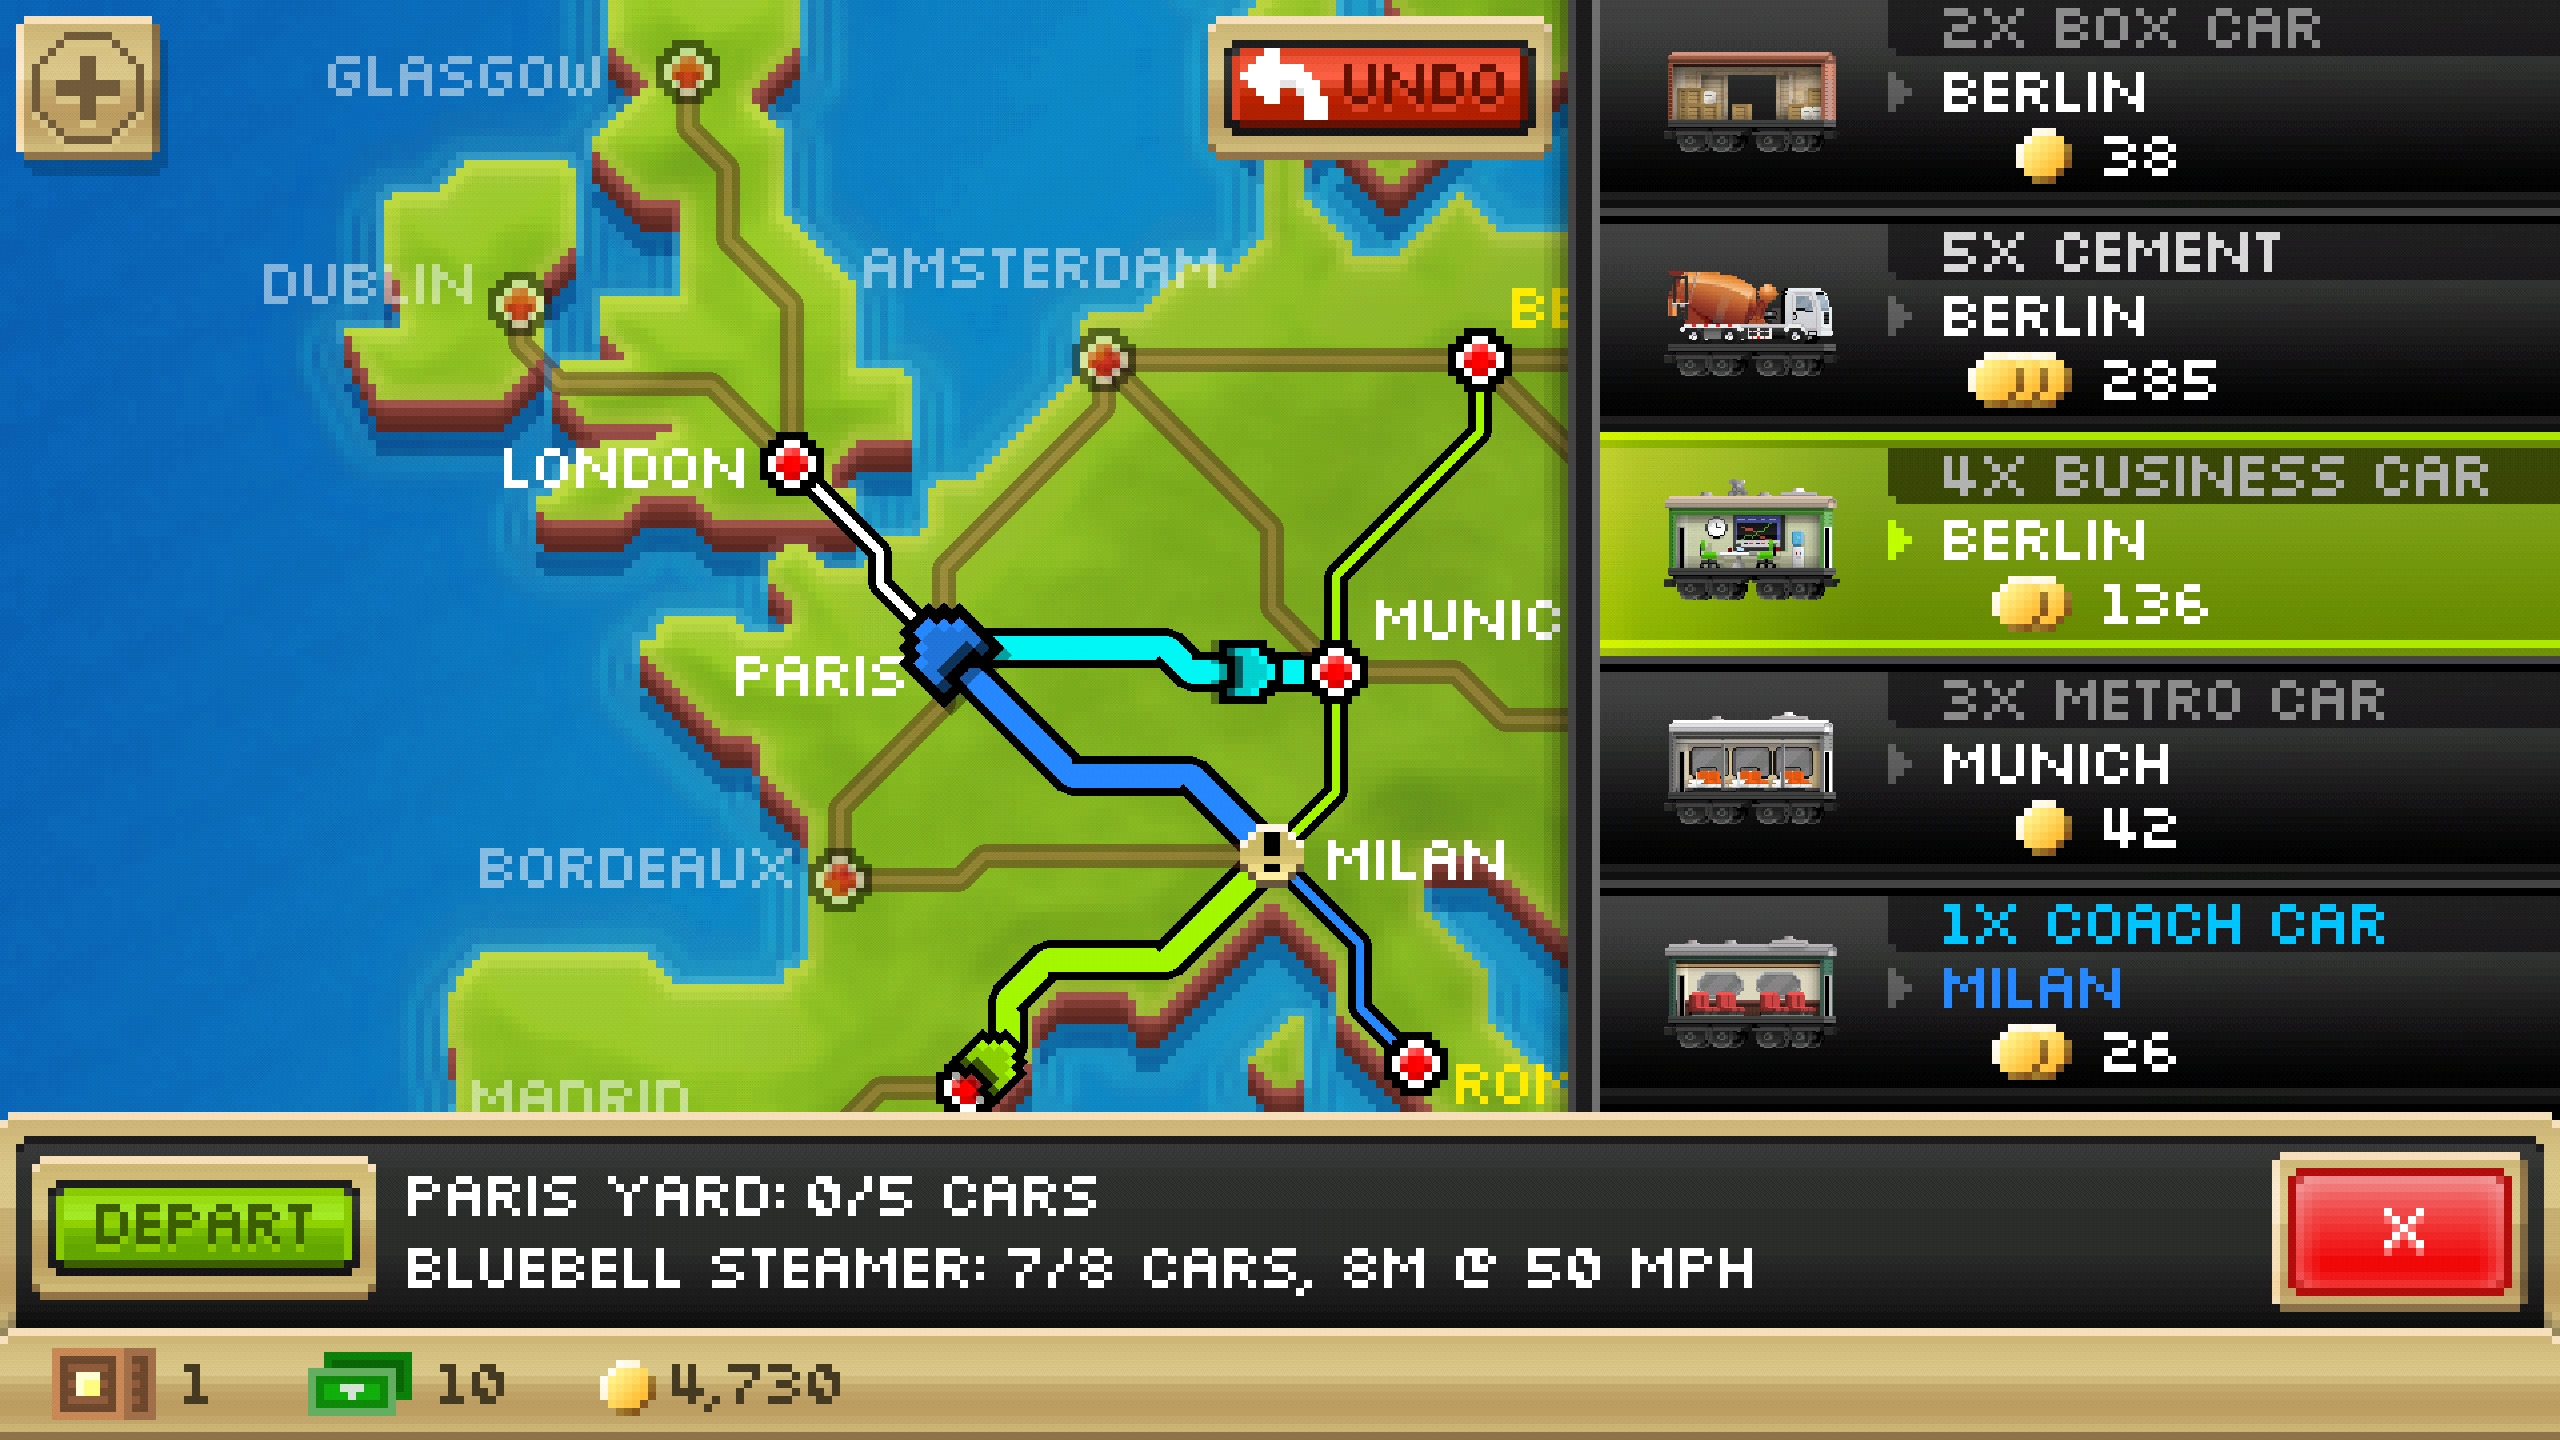 GLASGOW
UNDO
DUBLIN
AMSTERDAM
BE
LONDON
MUNIC
PARIS
MILAN
BORDEAUX
MADRID
ROM
2X BOX CAR
BERLIN
38
5X CEMENT
BERLIN
285
4X BUSINESS CAR
BERLIN
136
3X METRO CAR
MUNICH
42
1X COACH CAR
MILAN
26
DEPART
PARIS YARD: 0/5 CARS
BLUEBELL STEAMER: 7/8 CARS, 8M @ 50 MPH
X
1
10
4,730